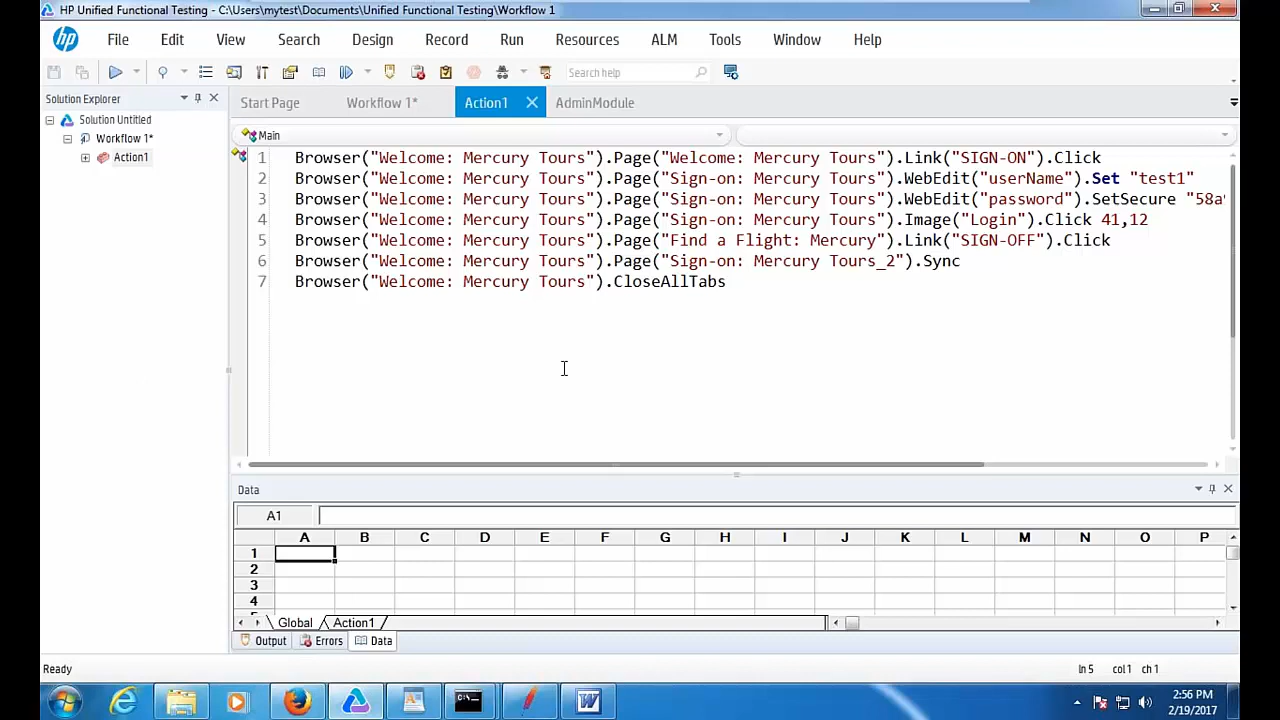 HP Unified Functional Testing - C:\Users\mytest\Documents\Unified Functional Testing\Workflow 1
hp File Edit View Search Design Record Run Resources ALM Tools Window Help
Search help
Solution Explorer
Start Page Workflow 1* Action1 AdminModule
Solution Untitled
Workflow 1*
Action1
Main
1 Browser("Welcome: Mercury Tours").Page("Welcome: Mercury Tours").Link("SIGN-ON").Click
2 Browser("Welcome: Mercury Tours").Page("Sign-on: Mercury Tours").WebEdit("userName").Set "test1"
3 Browser("Welcome: Mercury Tours").Page("Sign-on: Mercury Tours").WebEdit("password").SetSecure "58a
4 Browser("Welcome: Mercury Tours").Page("Sign-on: Mercury Tours").Image("Login").Click 41,12
5 Browser("Welcome: Mercury Tours").Page("Find a Flight: Mercury").Link("SIGN-OFF").Click
6 Browser("Welcome: Mercury Tours").Page("Sign-on: Mercury Tours_2").Sync
7 Browser("Welcome: Mercury Tours").CloseAllTabs
Data
A1
A B C D E F G H I J K L M N O P
1
2
3
4
Global Action1
Output Errors Data
Ready ln 5 col 1 ch 1
2:56 PM
2/19/2017